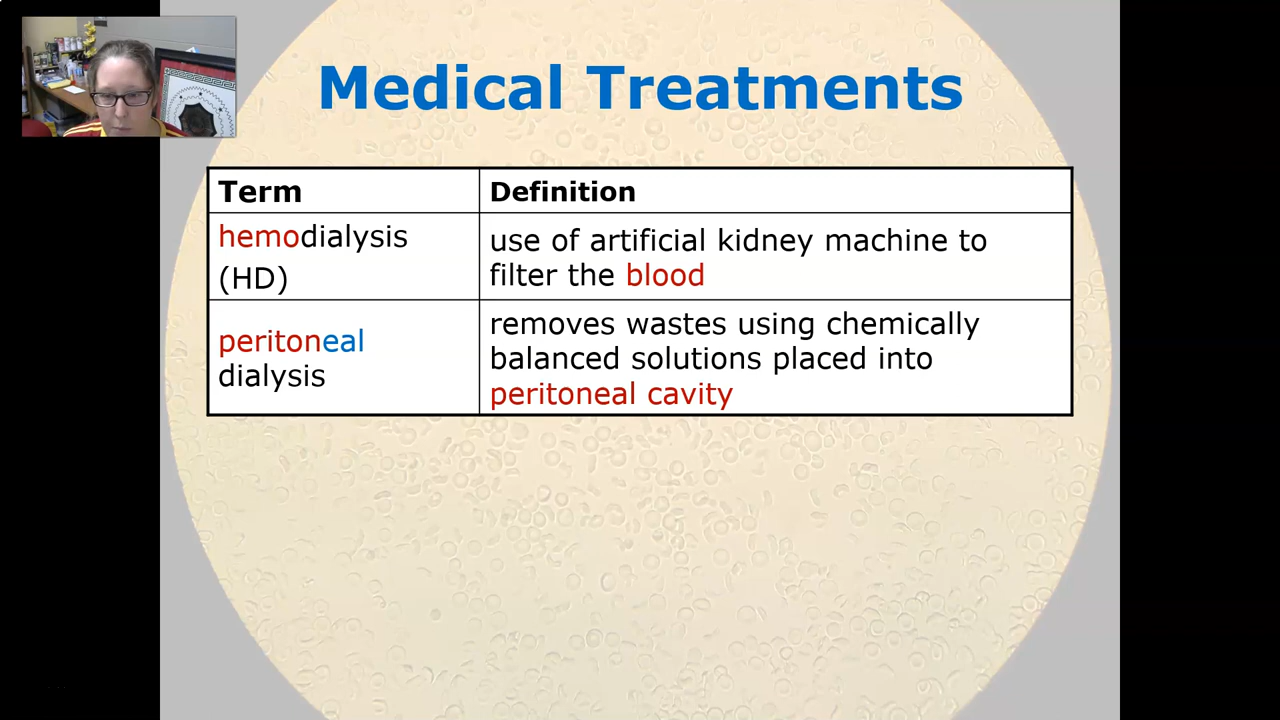 Medical Treatments
Term
Definition
hemodialysis
(HD)
use of artificial kidney machine to
filter the blood
peritoneal
dialysis
removes wastes using chemically
balanced solutions placed into
peritoneal cavity